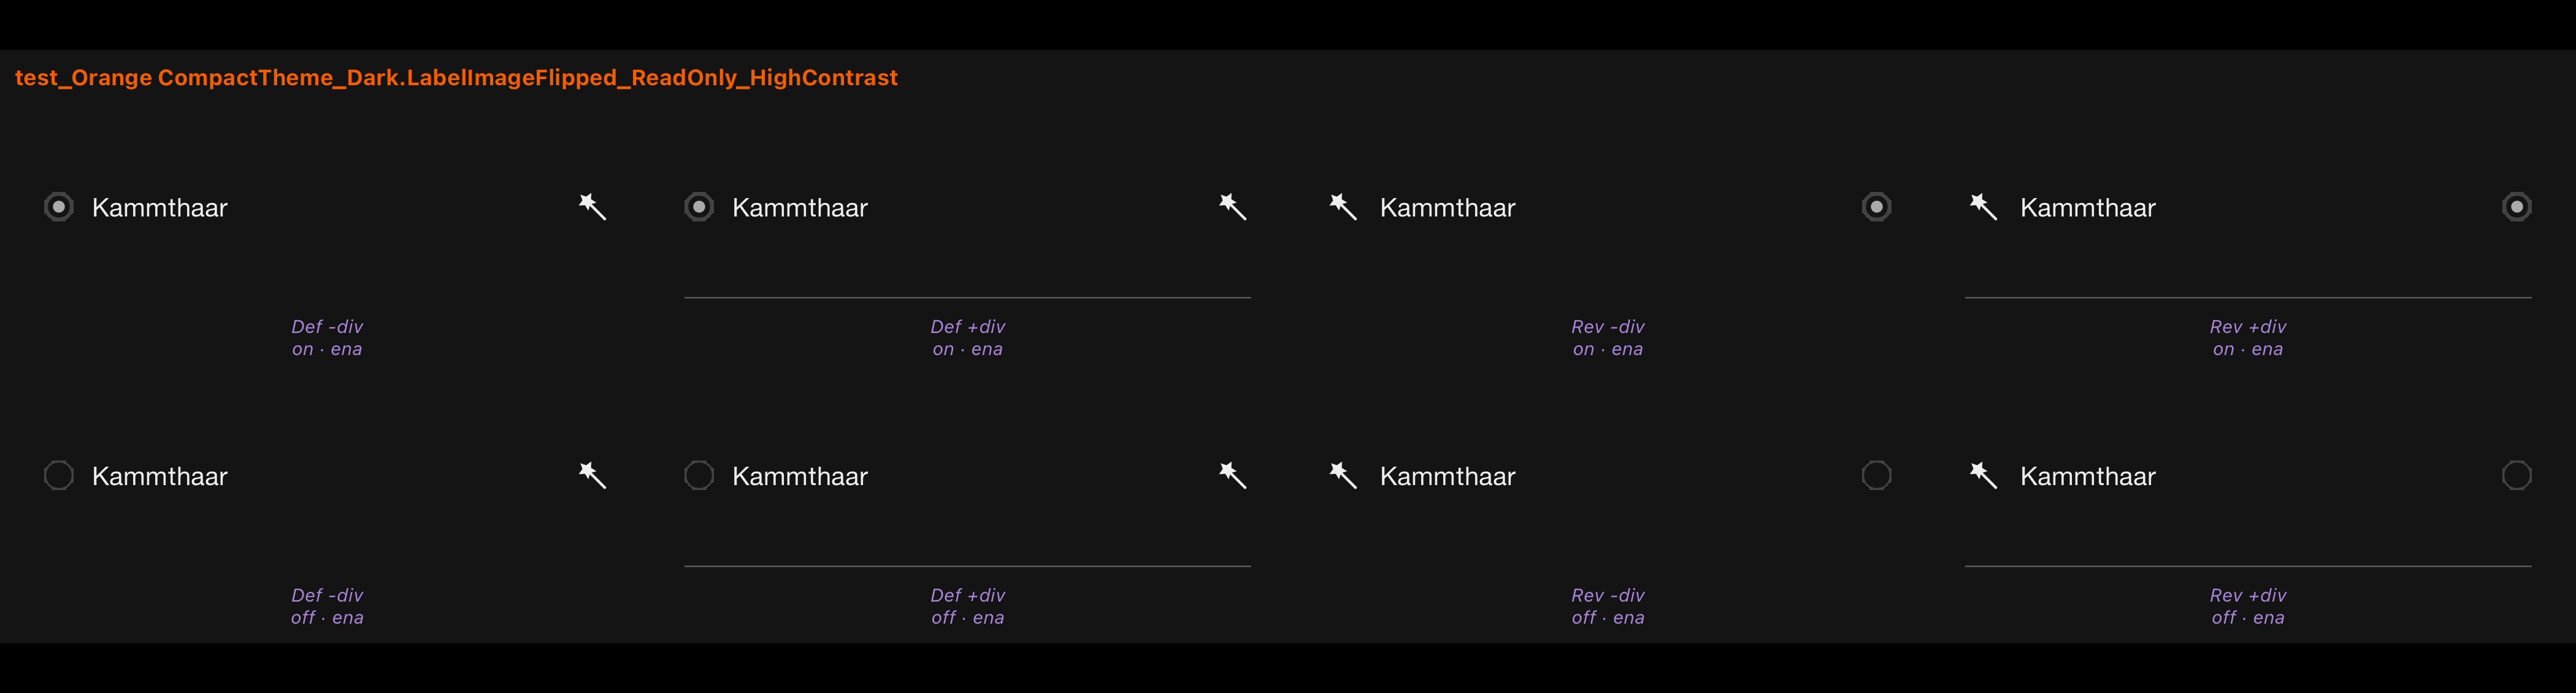 test_Orange CompactTheme_Dark.LabelImageFlipped_ReadOnly_HighContrast
Kammthaar
Kammthaar
Kammthaar
Kammthaar
Def -div
on · ena
Def +div
on · ena
Rev -div
on · ena
Rev +div
on · ena
Kammthaar
Kammthaar
Kammthaar
Kammthaar
Def -div
off · ena
Def +div
off · ena
Rev -div
off · ena
Rev +div
off · ena